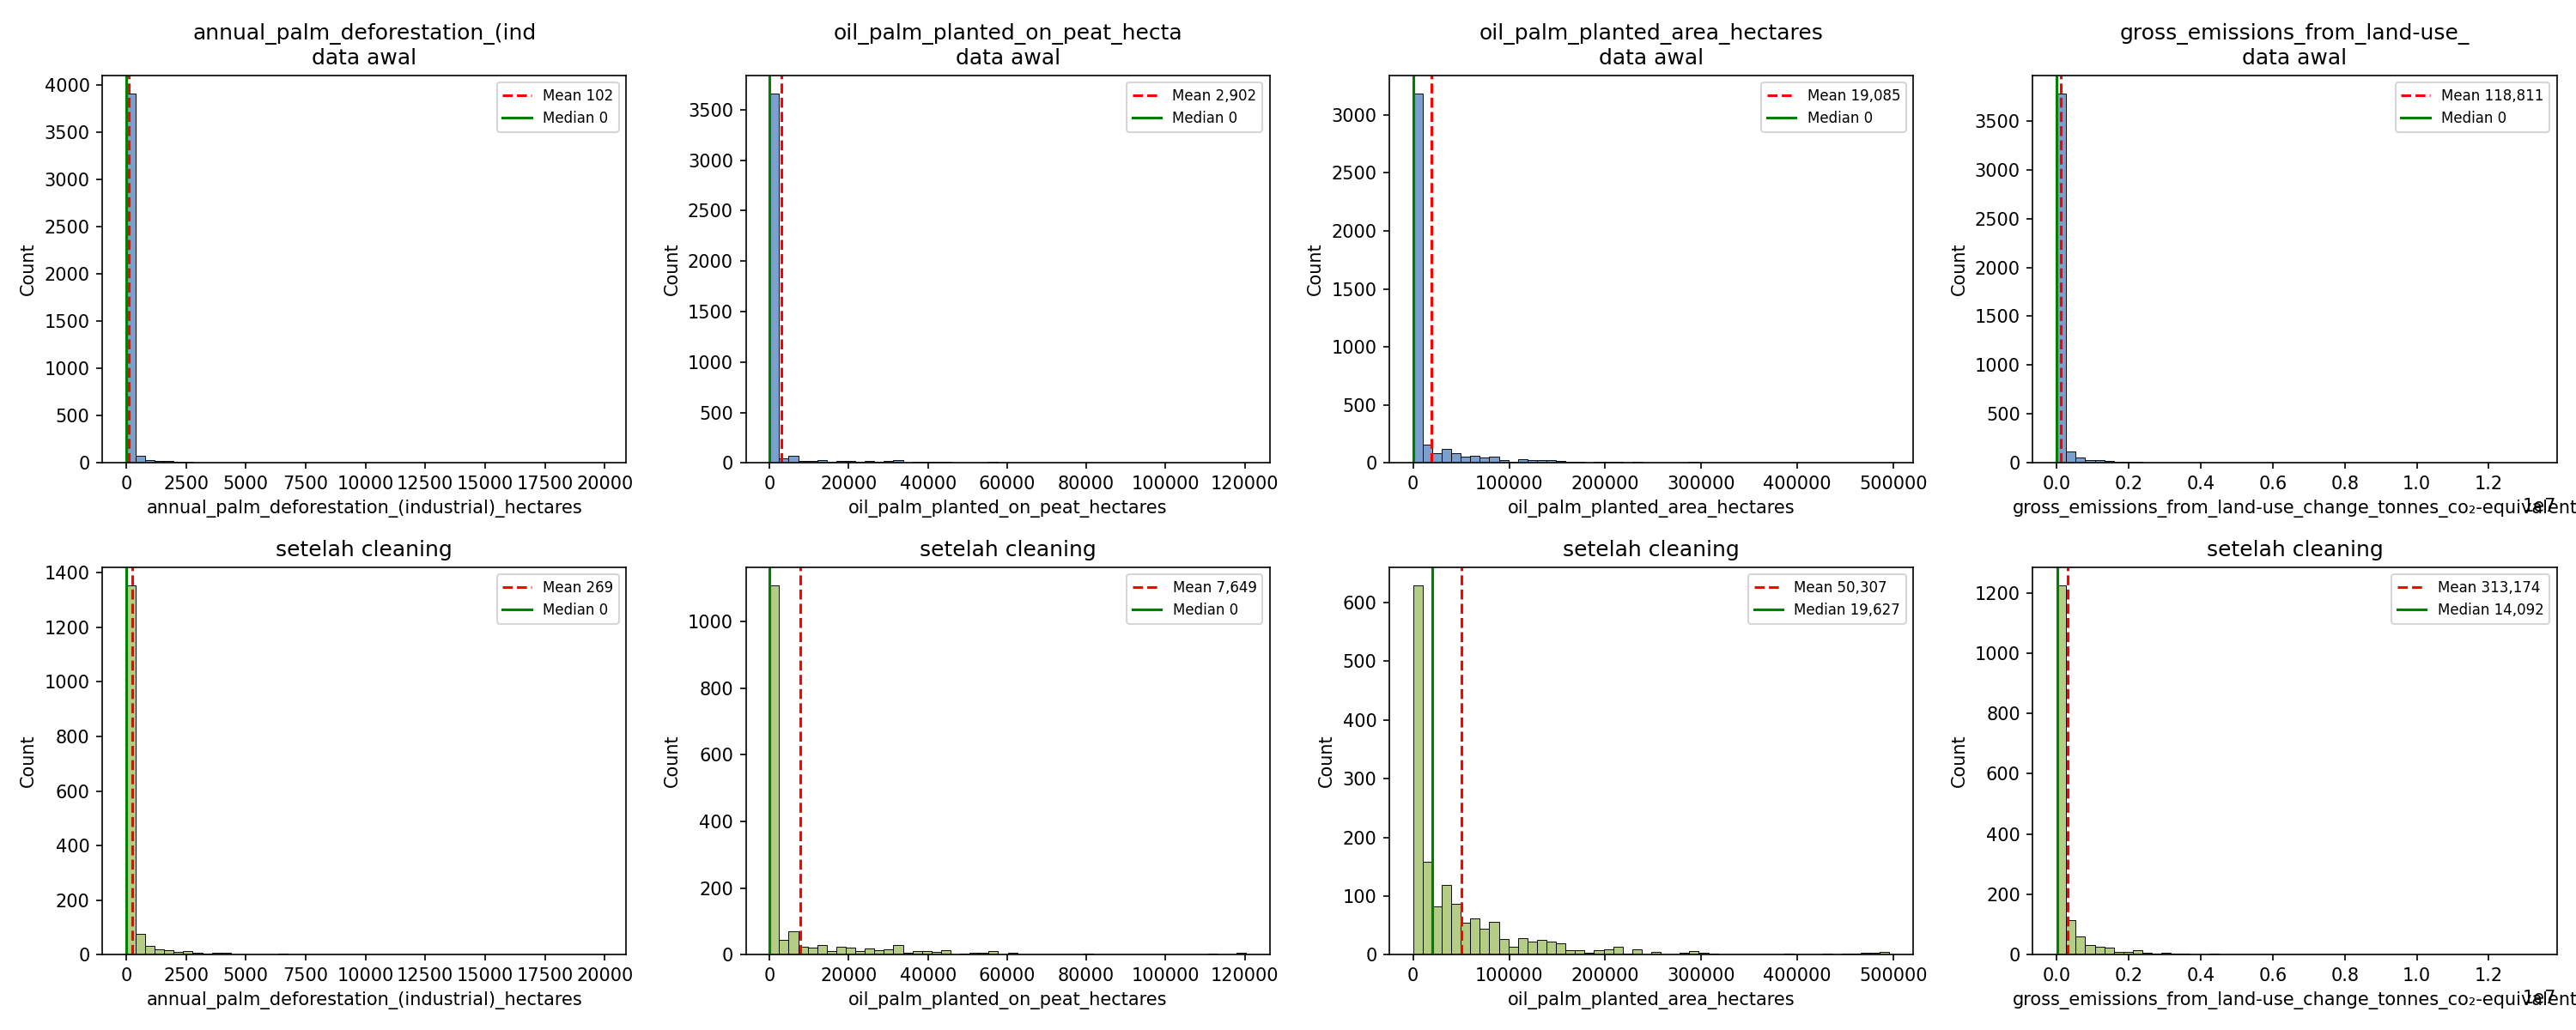 annual_palm_deforestation_(ind
data awal
Mean 102
Median 0
Count
4000
3500
3000
2500
2000
1500
1000
500
0
0 2500 5000 7500 10000 12500 15000 17500 20000
annual_palm_deforestation_(industrial)_hectares
oil_palm_planted_on_peat_hecta
data awal
Mean 2,902
Median 0
Count
3500
3000
2500
2000
1500
1000
500
0
0 20000 40000 60000 80000 100000 120000
oil_palm_planted_on_peat_hectares
oil_palm_planted_area_hectares
data awal
Mean 19,085
Median 0
Count
3000
2500
2000
1500
1000
500
0
0 100000 200000 300000 400000 500000
oil_palm_planted_area_hectares
gross_emissions_from_land-use_
data awal
Mean 118,811
Median 0
Count
3500
3000
2500
2000
1500
1000
500
0
0.0 0.2 0.4 0.6 0.8 1.0 1.2
1e7
gross_emissions_from_land-use_change_tonnes_co₂-equivalent
setelah cleaning
Mean 269
Median 0
Count
1400
1200
1000
800
600
400
200
0
0 2500 5000 7500 10000 12500 15000 17500 20000
annual_palm_deforestation_(industrial)_hectares
setelah cleaning
Mean 7,649
Median 0
Count
1000
800
600
400
200
0
0 20000 40000 60000 80000 100000 120000
oil_palm_planted_on_peat_hectares
setelah cleaning
Mean 50,307
Median 19,627
Count
600
500
400
300
200
100
0
0 100000 200000 300000 400000 500000
oil_palm_planted_area_hectares
setelah cleaning
Mean 313,174
Median 14,092
Count
1200
1000
800
600
400
200
0
0.0 0.2 0.4 0.6 0.8 1.0 1.2
1e7
gross_emissions_from_land-use_change_tonnes_co₂-equivalent